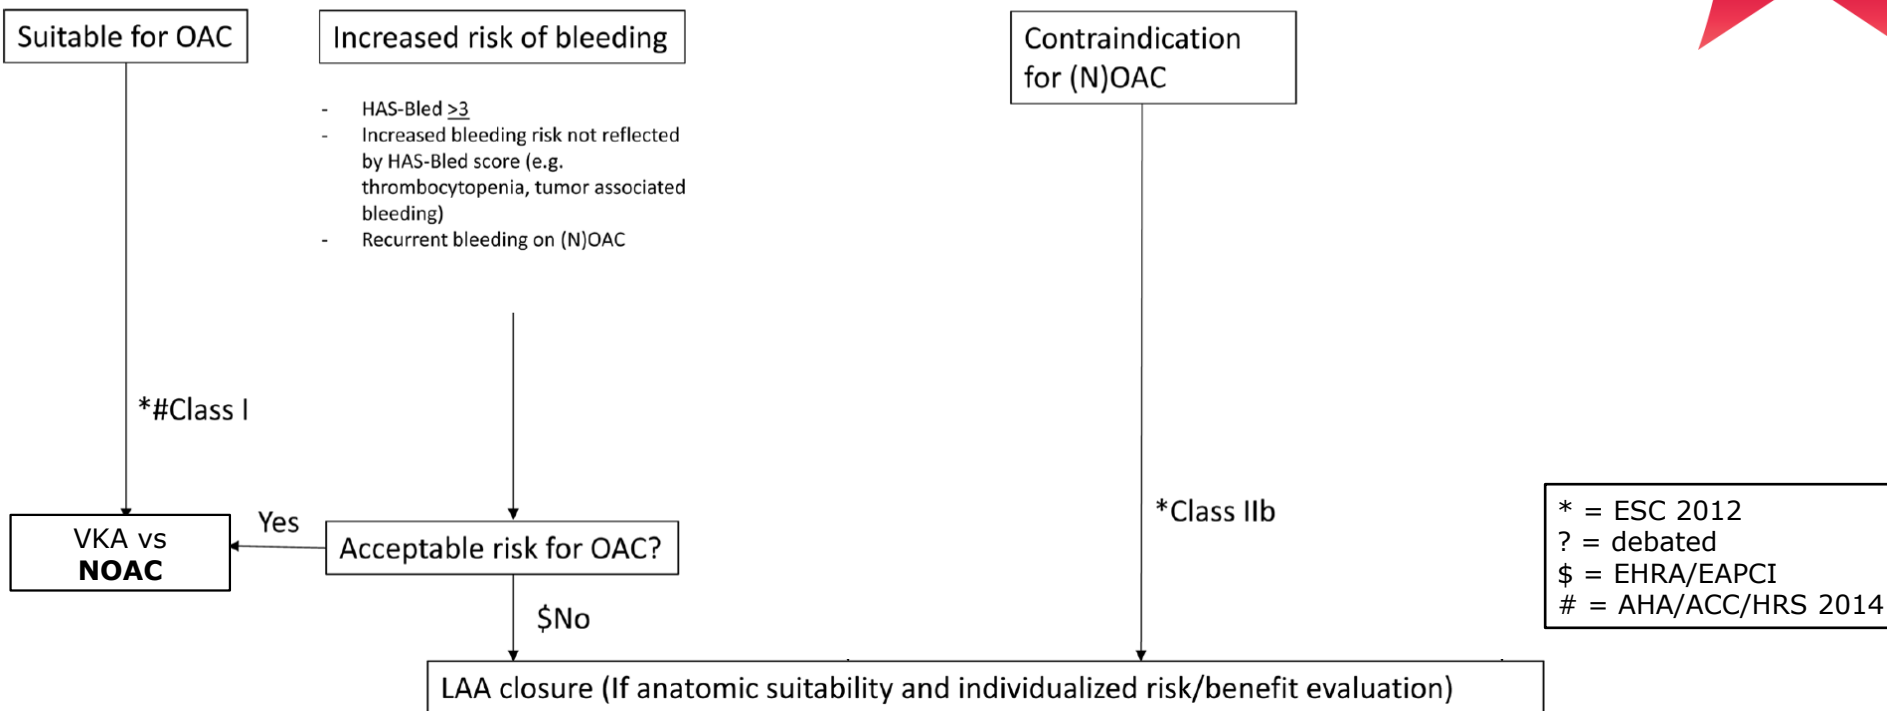 Suitable for OAC
Increased risk of bleeding
Contraindication
for (N)OAC
- HAS-Bled >3
- Increased bleeding risk not reflected
by HAS-Bled score (e.g.
thrombocytopenia, tumor associated
bleeding)
- Recurrent bleeding on (N)OAC
*#Class I
*Class IIb
VKA vs
NOAC
Yes
Acceptable risk for OAC?
$No
* = ESC 2012
? = debated
$ = EHRA/EAPCI
# = AHA/ACC/HRS 2014
LAA closure (If anatomic suitability and individualized risk/benefit evaluation)